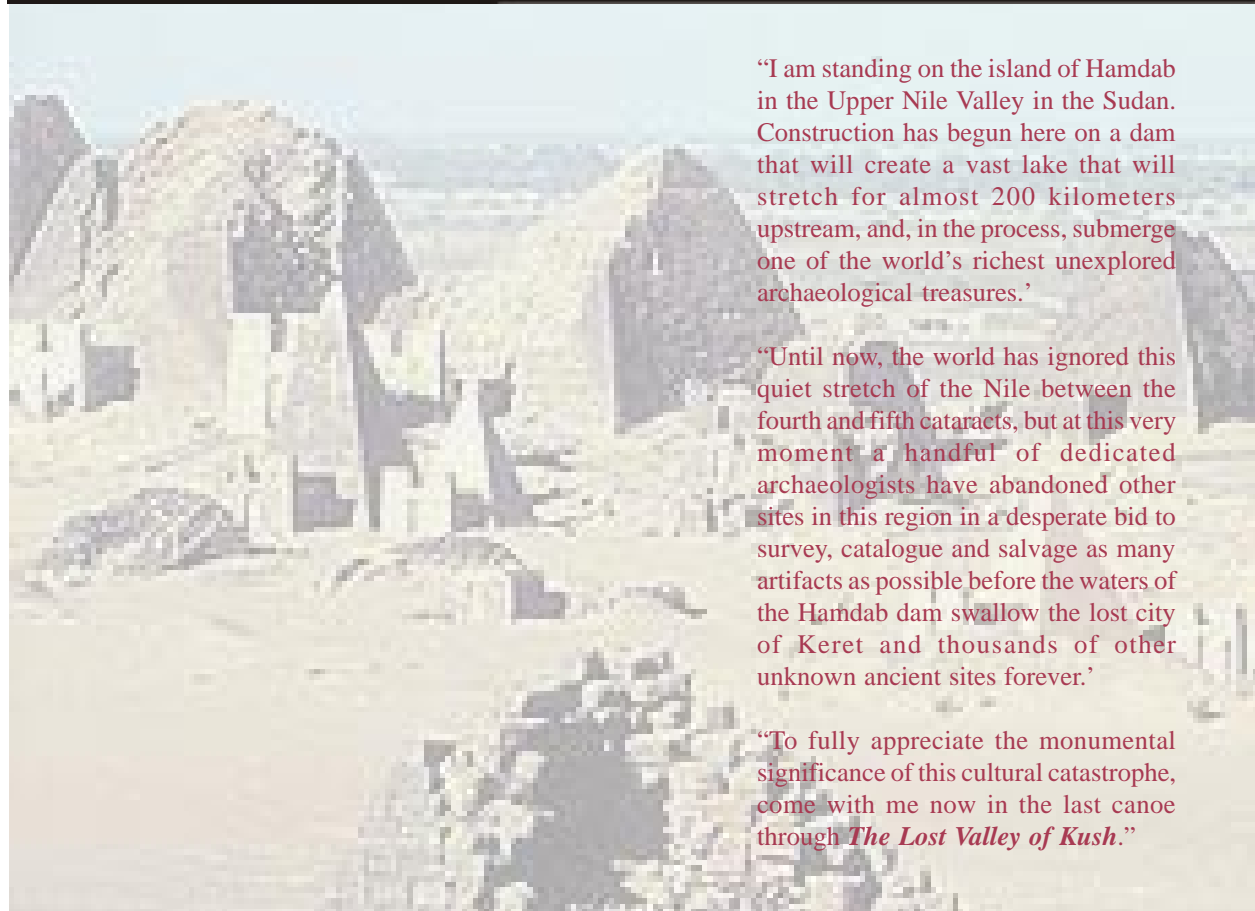 “I am standing on the island of Hamdab
in the Upper Nile Valley in the Sudan.
Construction has begun here on a dam
that will create a vast lake that will
stretch for almost 200 kilometers
upstream, and, in the process, submerge
one of the world’s richest unexplored
archaeological treasures.’
“Until now, the world has ignored this
quiet stretch of the Nile between the
fourth and fifth cataracts, but at this very
moment a handful of dedicated
archaeologists have abandoned other
sites in this region in a desperate bid to
survey, catalogue and salvage as many
artifacts as possible before the waters of
the Hamdab dam swallow the lost city
of Keret and thousands of other
unknown ancient sites forever.’
“To fully appreciate the monumental
significance of this cultural catastrophe,
come with me now in the last canoe
through The Lost Valley of Kush.”